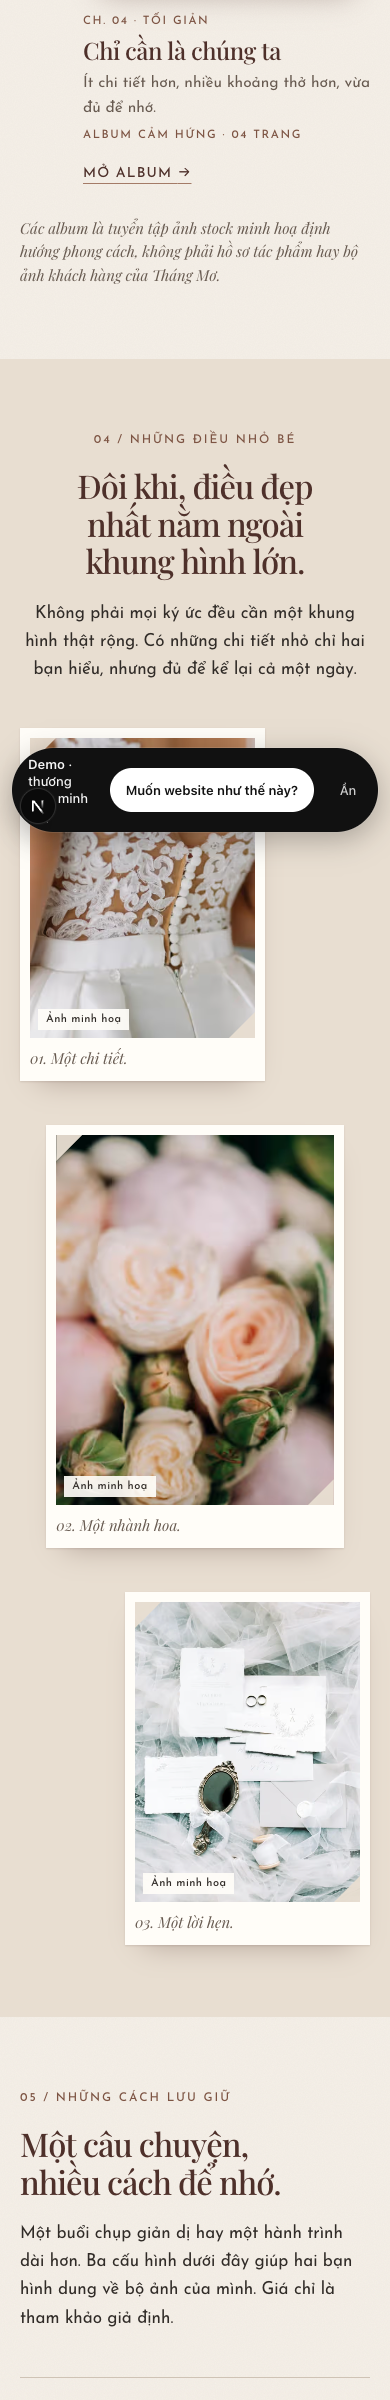 CH. 04 · TỐI GIẢN
Chỉ cần là chúng ta
Ít chi tiết hơn, nhiều khoảng thở hơn, vừa
đủ để nhớ.
ALBUM CẢM HỨNG · 04 TRANG
MỞ ALBUM →
Các album là tuyển tập ảnh stock minh hoạ định
hướng phong cách, không phải hồ sơ tác phẩm hay bộ
ảnh khách hàng của Tháng Mơ.
04 / NHỮNG ĐIỀU NHỎ BÉ
Đôi khi, điều đẹp
nhất nằm ngoài
khung hình lớn.
Không phải mọi ký ức đều cần một khung
hình thật rộng. Có những chi tiết nhỏ chỉ hai
bạn hiểu, nhưng đủ để kể lại cả một ngày.
Demo ·
thương
minh
N
Muốn website như thế này?
Ẩn
Ảnh minh hoạ
01. Một chi tiết.
Ảnh minh hoạ
02. Một nhành hoa.
Ảnh minh hoạ
03. Một lời hẹn.
05 / NHỮNG CÁCH LƯU GIỮ
Một câu chuyện,
nhiều cách để nhớ.
Một buổi chụp giản dị hay một hành trình
dài hơn. Ba cấu hình dưới đây giúp hai bạn
hình dung về bộ ảnh của mình. Giá chỉ là
tham khảo giả định.